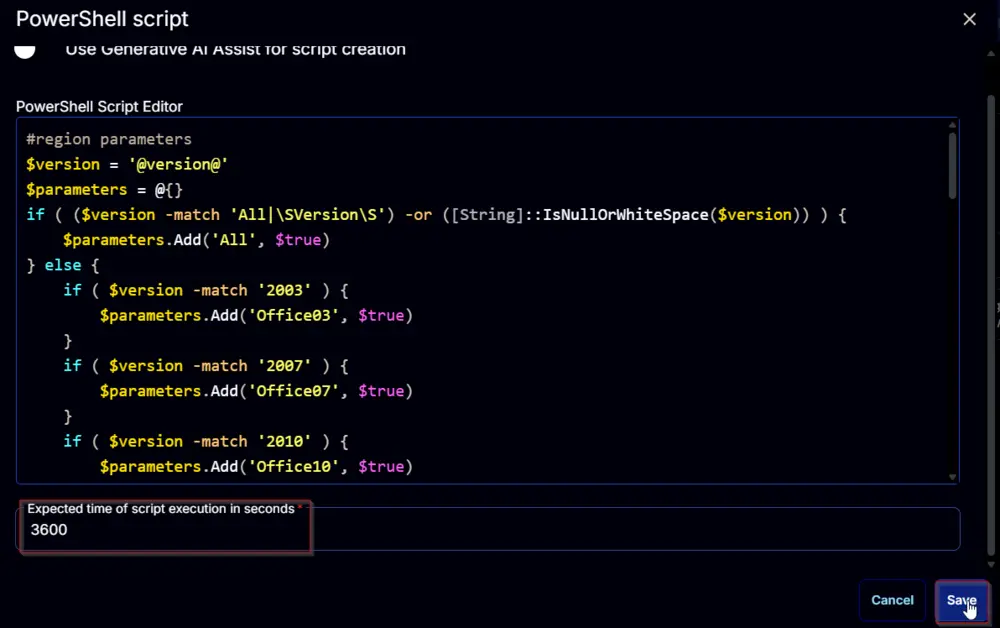 PowerShell script
Use Generative AI Assist for script creation
PowerShell Script Editor
#region parameters
$version = '@version@'
$parameters = @{}
if ( ($version -match 'All|\SVersion\S') -or ([String]::IsNullOrWhiteSpace($version)) ) {
    $parameters.Add('All', $true)
} else {
    if ( $version -match '2003' ) {
        $parameters.Add('Office03', $true)
    }
    if ( $version -match '2007' ) {
        $parameters.Add('Office07', $true)
    }
    if ( $version -match '2010' ) {
        $parameters.Add('Office10', $true)
Expected time of script execution in seconds *
3600
Cancel
Save